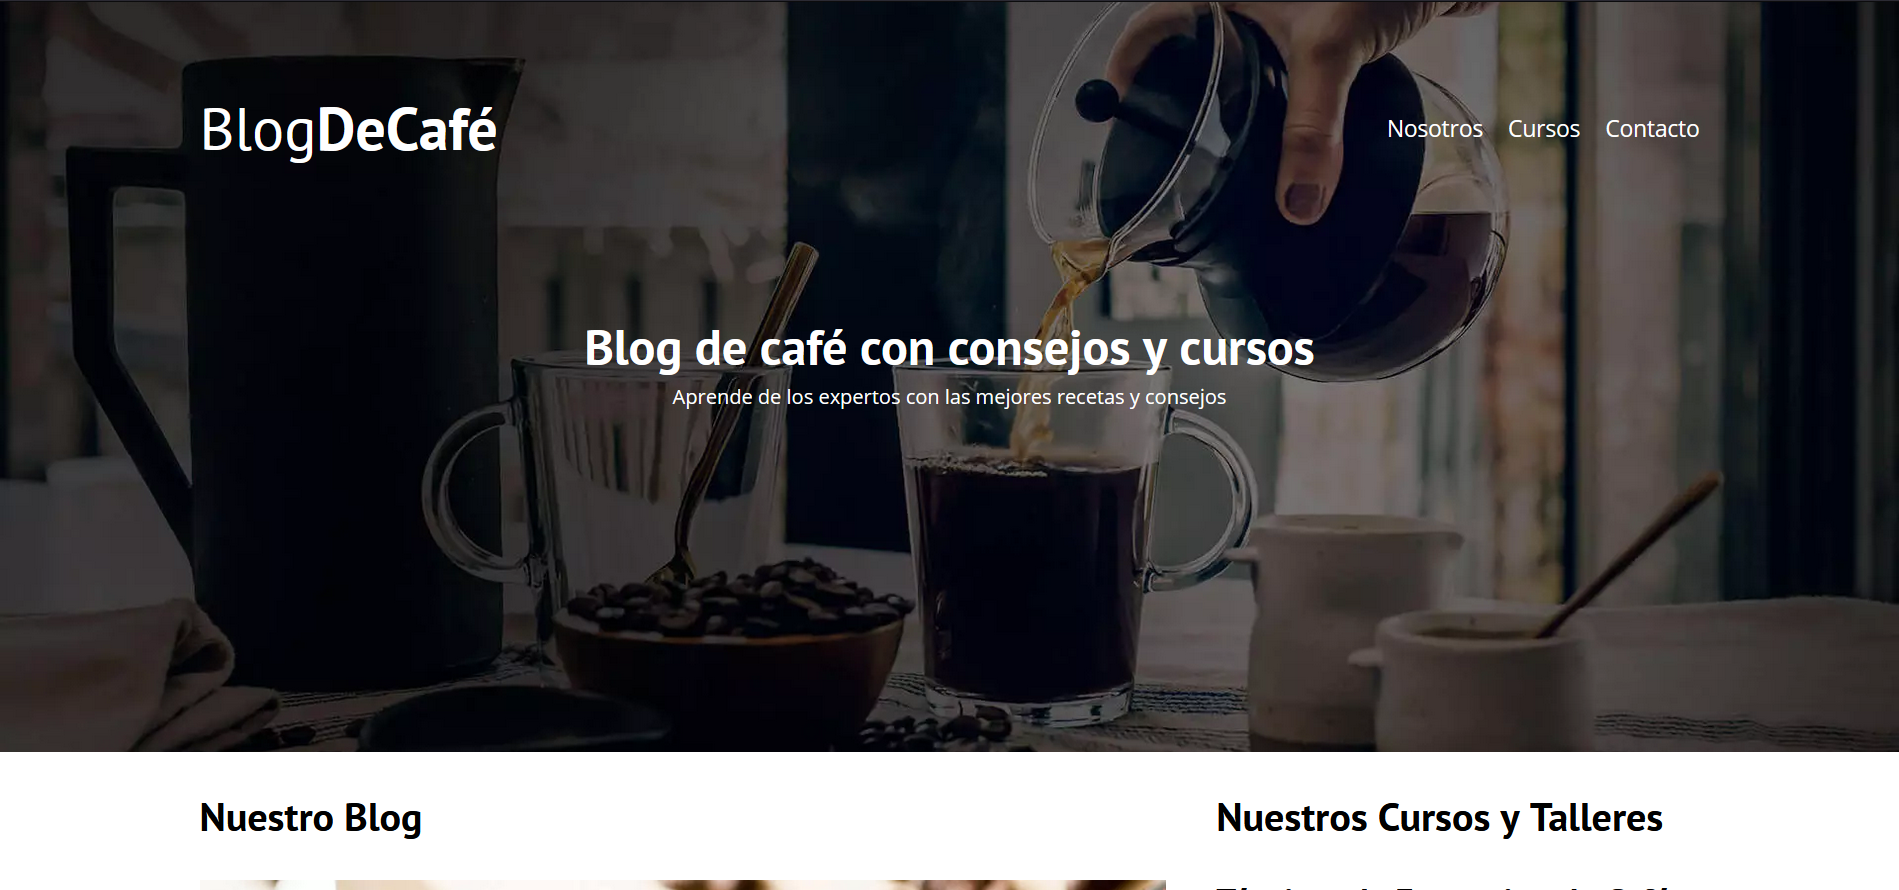 BlogDeCafé
Nosotros Cursos Contacto
Blog de café con consejos y cursos
Aprende de los expertos con las mejores recetas y consejos
Nuestro Blog
Nuestros Cursos y Talleres